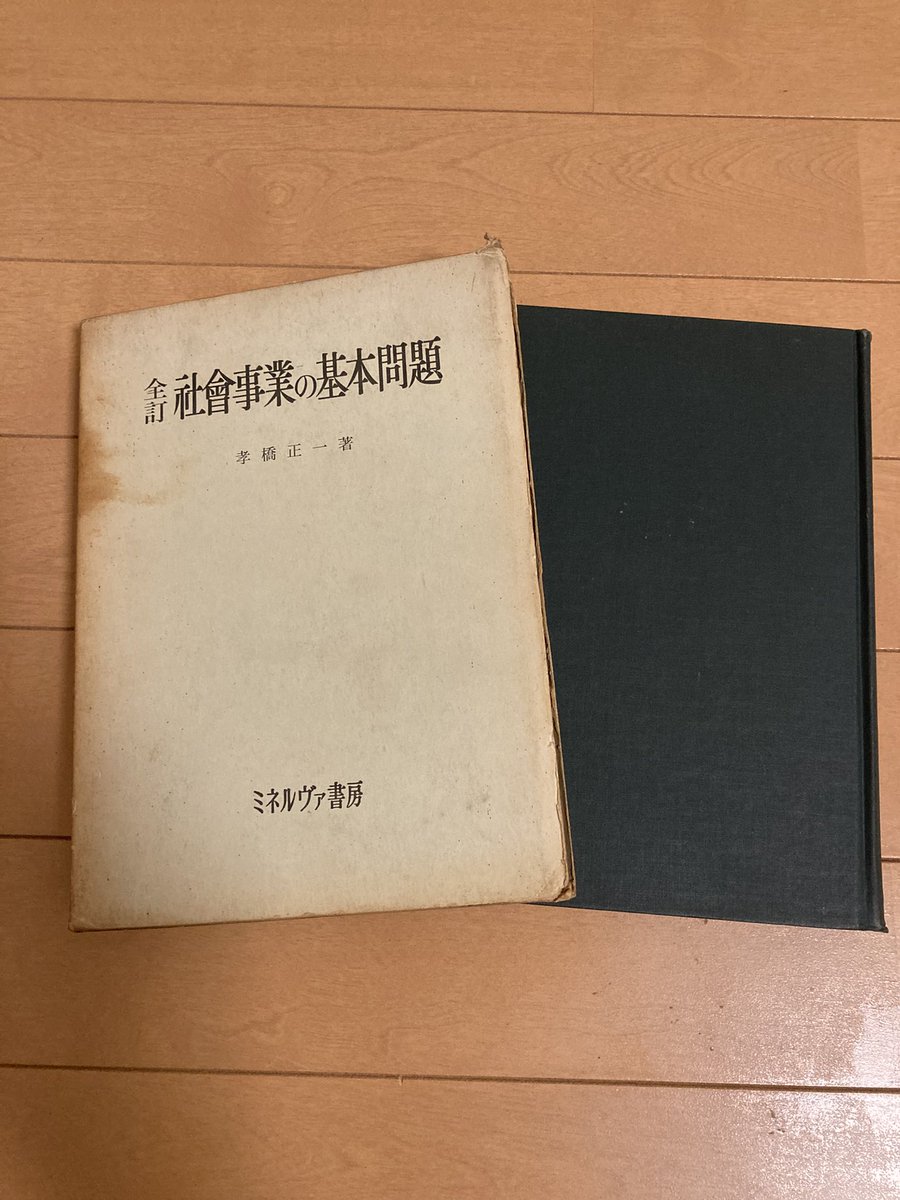 全訂 社會事業の基本問題
孝橋正一著
ミネルヴァ書房